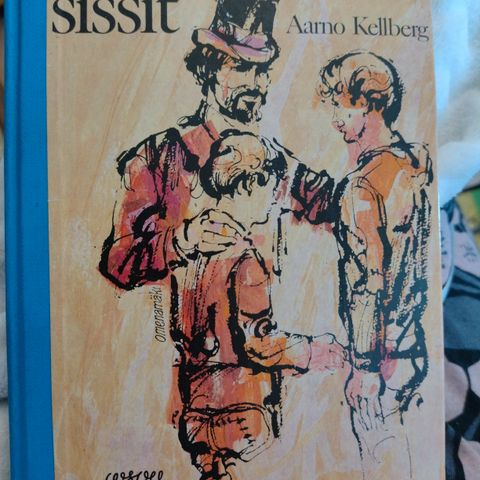 sissit
Aarno Kellberg
omenamäki